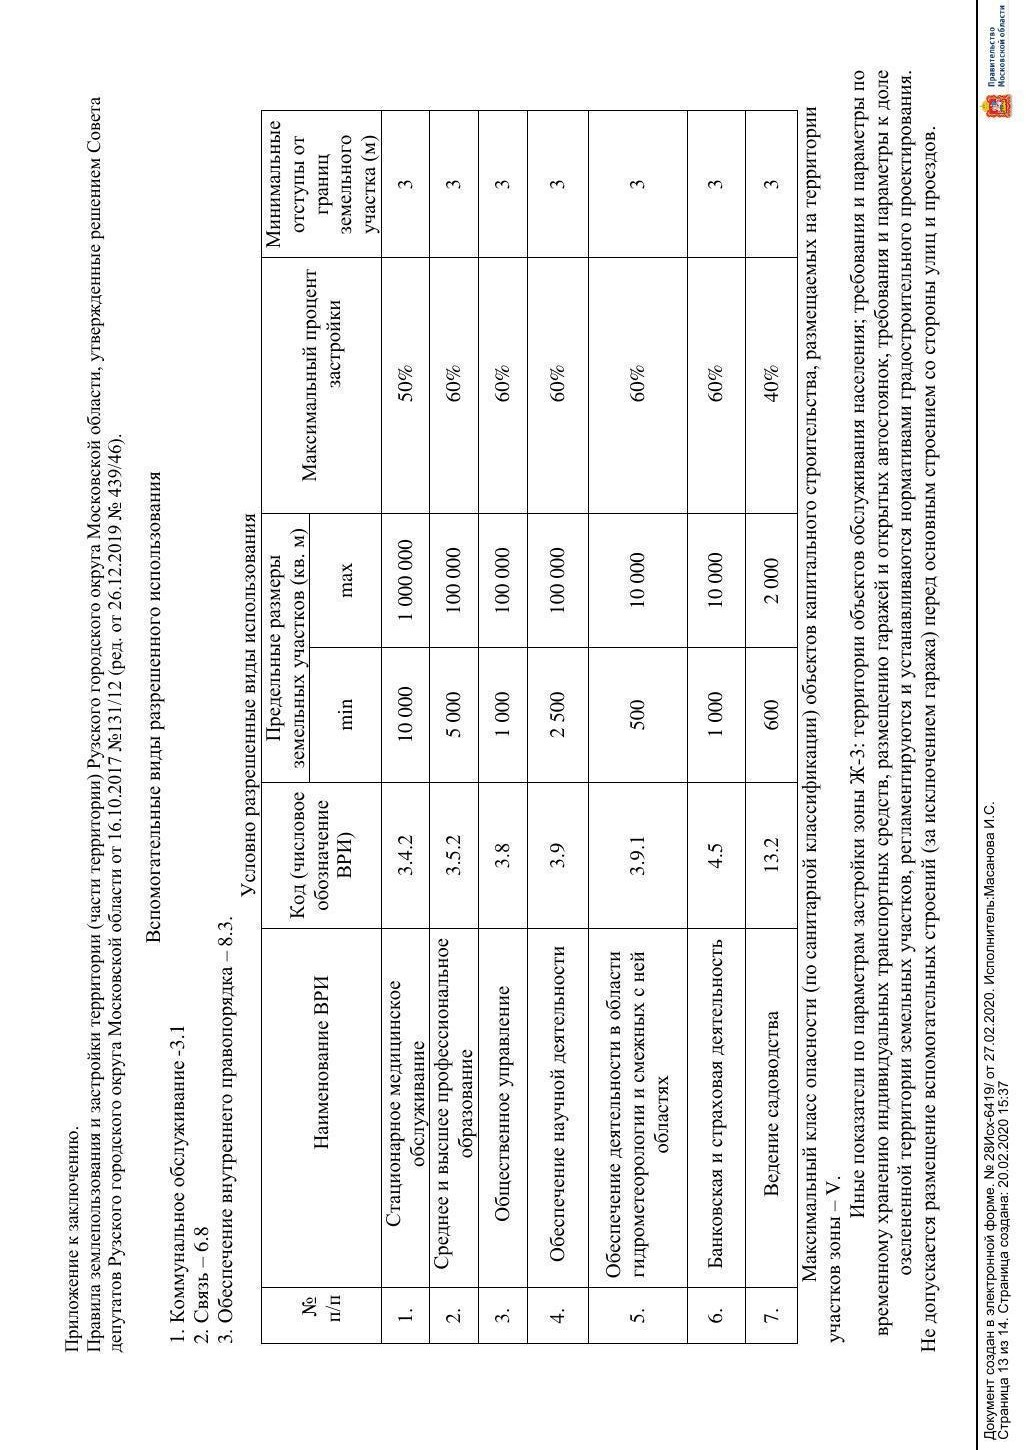 Приложение к заключению.
Правила землепользования и застройки территории (части территории) Рузского городского округа Московской области, утвержденные решением Совета
депутатов Рузского городского округа Московской области от 16.10.2017 №131/12 (ред. от 26.12.2019 № 439/46).
Вспомогательные виды разрешенного использования
1. Коммунальное обслуживание -3.1
2. Связь – 6.8
3. Обеспечение внутреннего правопорядка – 8.3.
Условно разрешенные виды использования
№ п/п | Наименование ВРИ | Код (числовое обозначение ВРИ) | Предельные размеры земельных участков (кв. м) | Максимальный процент застройки | Минимальные отступы от границ земельного участка (м)
min | max
1. | Стационарное медицинское обслуживание | 3.4.2 | 10 000 | 1 000 000 | 50% | 3
2. | Среднее и высшее профессиональное образование | 3.5.2 | 5 000 | 100 000 | 60% | 3
3. | Общественное управление | 3.8 | 1 000 | 100 000 | 60% | 3
4. | Обеспечение научной деятельности | 3.9 | 2 500 | 100 000 | 60% | 3
5. | Обеспечение деятельности в области гидрометеорологии и смежных с ней областях | 3.9.1 | 500 | 10 000 | 60% | 3
6. | Банковская и страховая деятельность | 4.5 | 1 000 | 10 000 | 60% | 3
7. | Ведение садоводства | 13.2 | 600 | 2 000 | 40% | 3
Максимальный класс опасности (по санитарной классификации) объектов капитального строительства, размещаемых на территории
участков зоны – V.
Иные показатели по параметрам застройки зоны Ж-3: территории объектов обслуживания населения; требования и параметры по
временному хранению индивидуальных транспортных средств, размещению гаражей и открытых автостоянок, требования и параметры к доле
озелененной территории земельных участков, регламентируются и устанавливаются нормативами градостроительного проектирования.
Не допускается размещение вспомогательных строений (за исключением гаража) перед основным строением со стороны улиц и проездов.
Документ создан в электронной форме. № 28Исх-6419/ от 27.02.2020. Исполнитель:Масанова И.С.
Страница 13 из 14. Страница создана: 20.02.2020 15:37
Правительство
Московской области